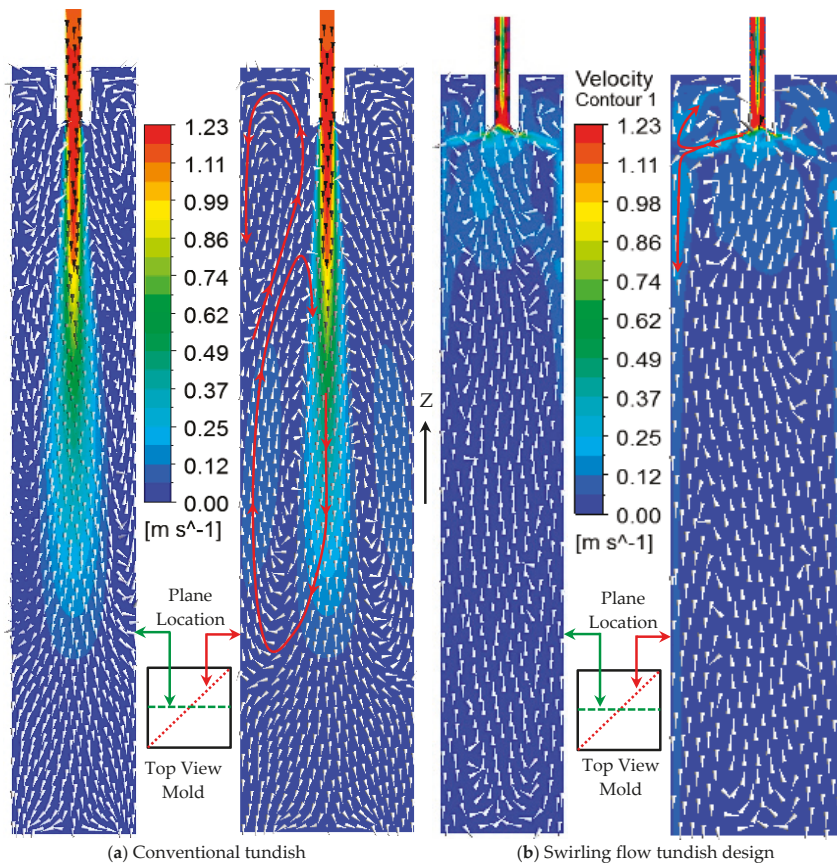 1.23
1.11
0.99
0.86
0.74
0.62
0.49
0.37
0.25
0.12
0.00
[m s^-1]
Plane
Location
Top View
Mold
Z
Velocity
Contour 1
1.23
1.11
0.98
0.86
0.74
0.62
0.49
0.37
0.25
0.12
0.00
[m s^-1]
Plane
Location
Top View
Mold
(a) Conventional tundish
(b) Swirling flow tundish design